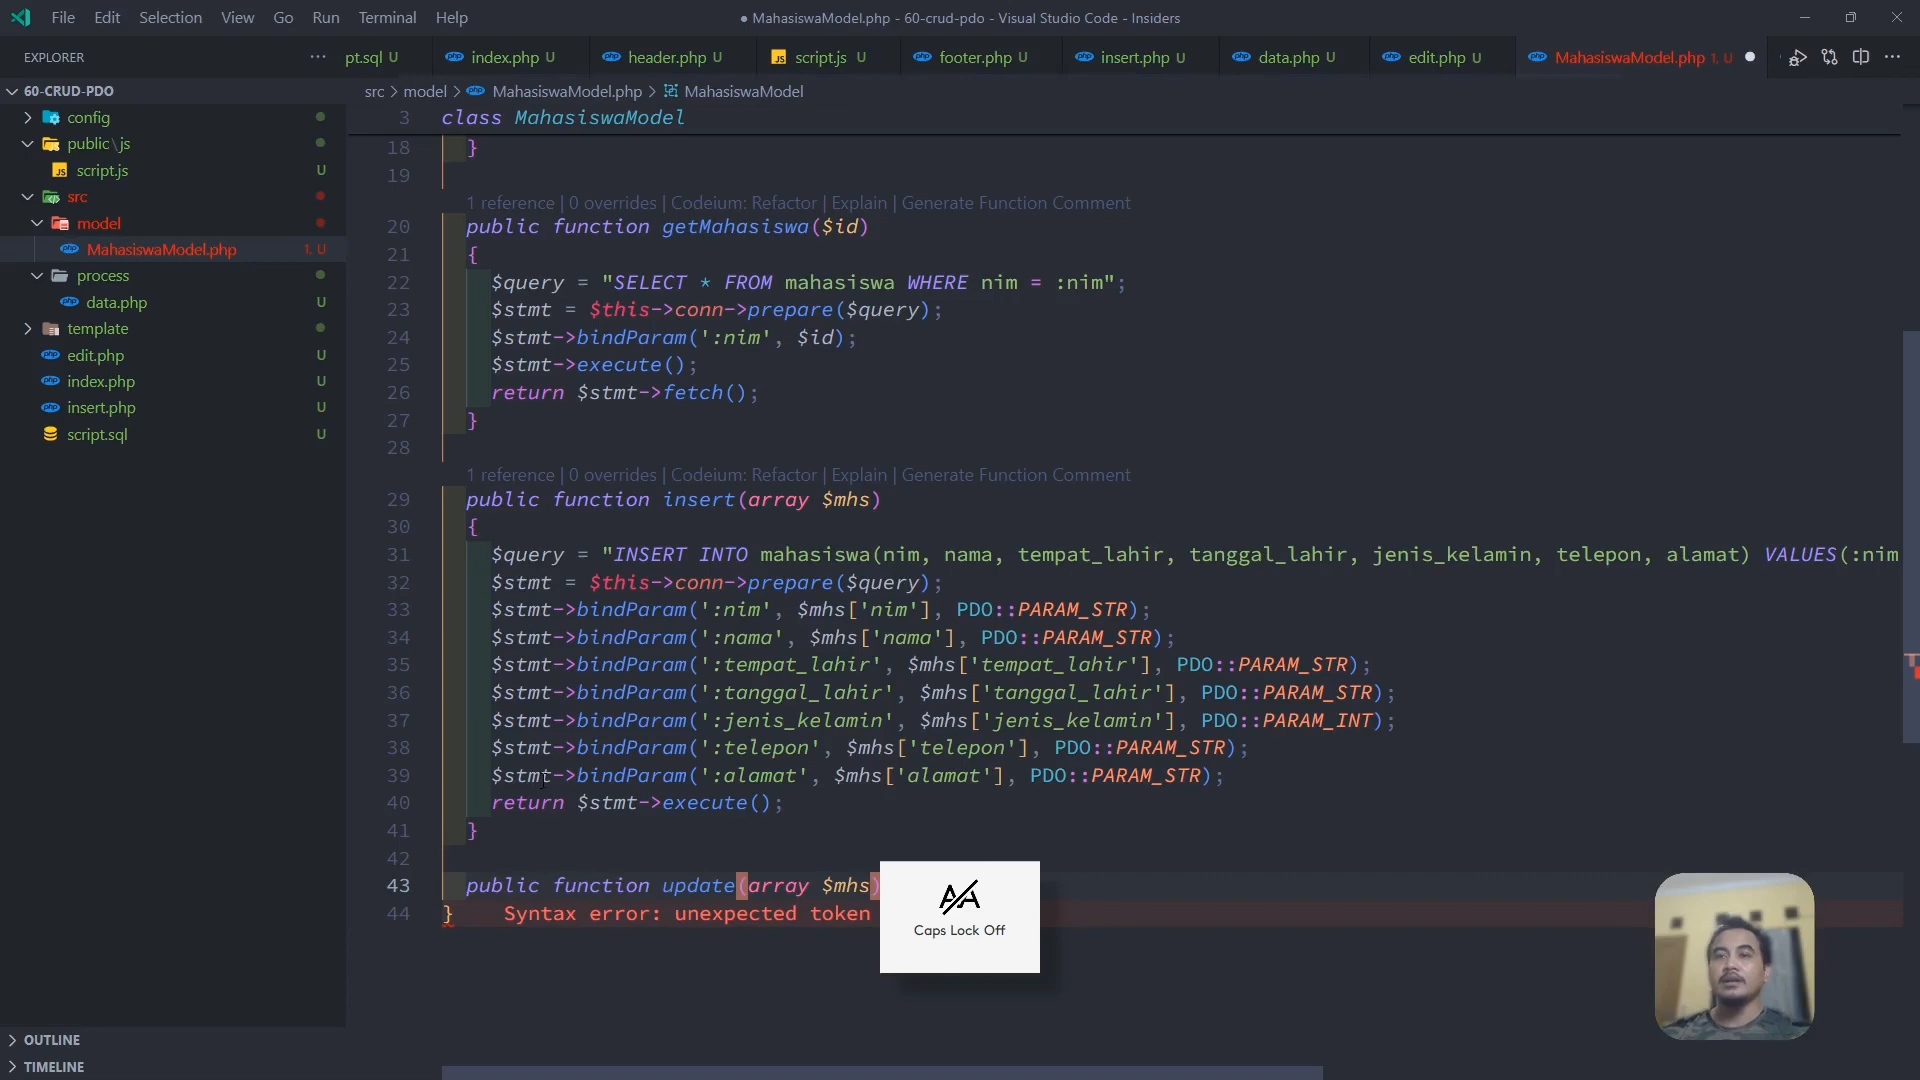 File Edit Selection View Go Run Terminal Help
● MahasiswaModel.php - 60-crud-pdo - Visual Studio Code - Insiders
EXPLORER ···
pt.sql U
index.php U
header.php U
script.js U
footer.php U
insert.php U
data.php U
edit.php U
MahasiswaModel.php 1, U
60-CRUD-PDO
config
public\js
script.js U
src
model
MahasiswaModel.php 1, U
process
data.php U
template
edit.php U
index.php U
insert.php U
script.sql U
OUTLINE
TIMELINE
src > model > MahasiswaModel.php > MahasiswaModel
3 class MahasiswaModel
18 }
19
1 reference | 0 overrides | Codeium: Refactor | Explain | Generate Function Comment
20 public function getMahasiswa($id)
21 {
22 $query = "SELECT * FROM mahasiswa WHERE nim = :nim";
23 $stmt = $this->conn->prepare($query);
24 $stmt->bindParam(':nim', $id);
25 $stmt->execute();
26 return $stmt->fetch();
27 }
28
1 reference | 0 overrides | Codeium: Refactor | Explain | Generate Function Comment
29 public function insert(array $mhs)
30 {
31 $query = "INSERT INTO mahasiswa(nim, nama, tempat_lahir, tanggal_lahir, jenis_kelamin, telepon, alamat) VALUES(:nim
32 $stmt = $this->conn->prepare($query);
33 $stmt->bindParam(':nim', $mhs['nim'], PDO::PARAM_STR);
34 $stmt->bindParam(':nama', $mhs['nama'], PDO::PARAM_STR);
35 $stmt->bindParam(':tempat_lahir', $mhs['tempat_lahir'], PDO::PARAM_STR);
36 $stmt->bindParam(':tanggal_lahir', $mhs['tanggal_lahir'], PDO::PARAM_STR);
37 $stmt->bindParam(':jenis_kelamin', $mhs['jenis_kelamin'], PDO::PARAM_INT);
38 $stmt->bindParam(':telepon', $mhs['telepon'], PDO::PARAM_STR);
39 $stmt->bindParam(':alamat', $mhs['alamat'], PDO::PARAM_STR);
40 return $stmt->execute();
41 }
42
43 public function update(array $mhs)
44 } Syntax error: unexpected token
A
Caps Lock Off